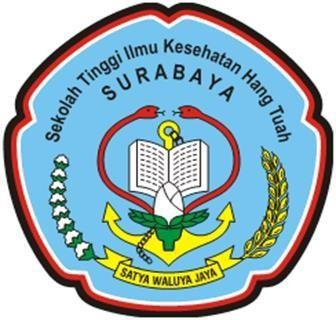 Sekolah Tinggi Ilmu Kesehatan Hang Tuah
SURABAYA
SATYA WALUYA JAYA